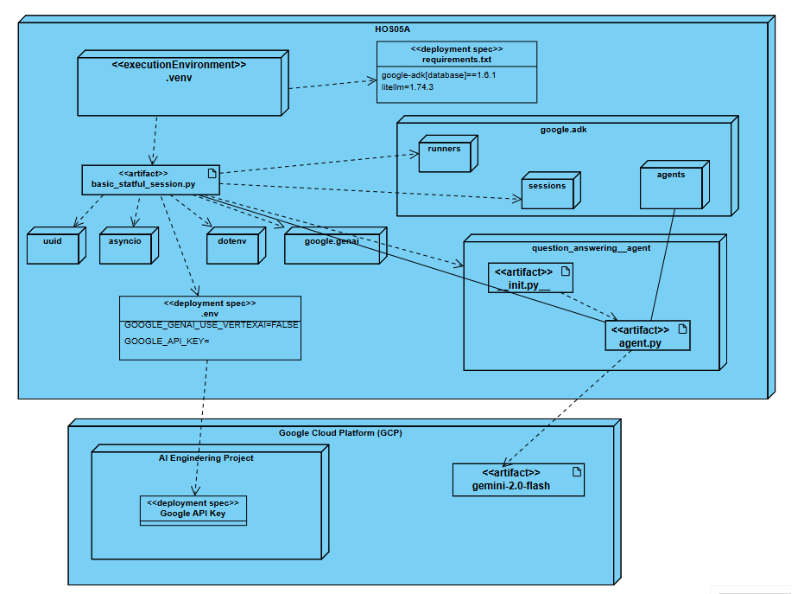 HOS05A
<<executionEnvironment>>
.venv
<<deployment spec>>
requirements.txt
google-adk[database]==1.6.1
litellm=1.74.3
google.adk
runners
sessions
agents
<<artifact>>
basic_statful_session.py
uuid
asyncio
dotenv
google.genai
question_answering__agent
<<artifact>>
__init.py__
<<artifact>>
agent.py
<<deployment spec>>
.env
GOOGLE_GENAI_USE_VERTEXAI=FALSE
GOOGLE_API_KEY=
Google Cloud Platform (GCP)
AI Engineering Project
<<deployment spec>>
Google API Key
<<artifact>>
gemini-2.0-flash